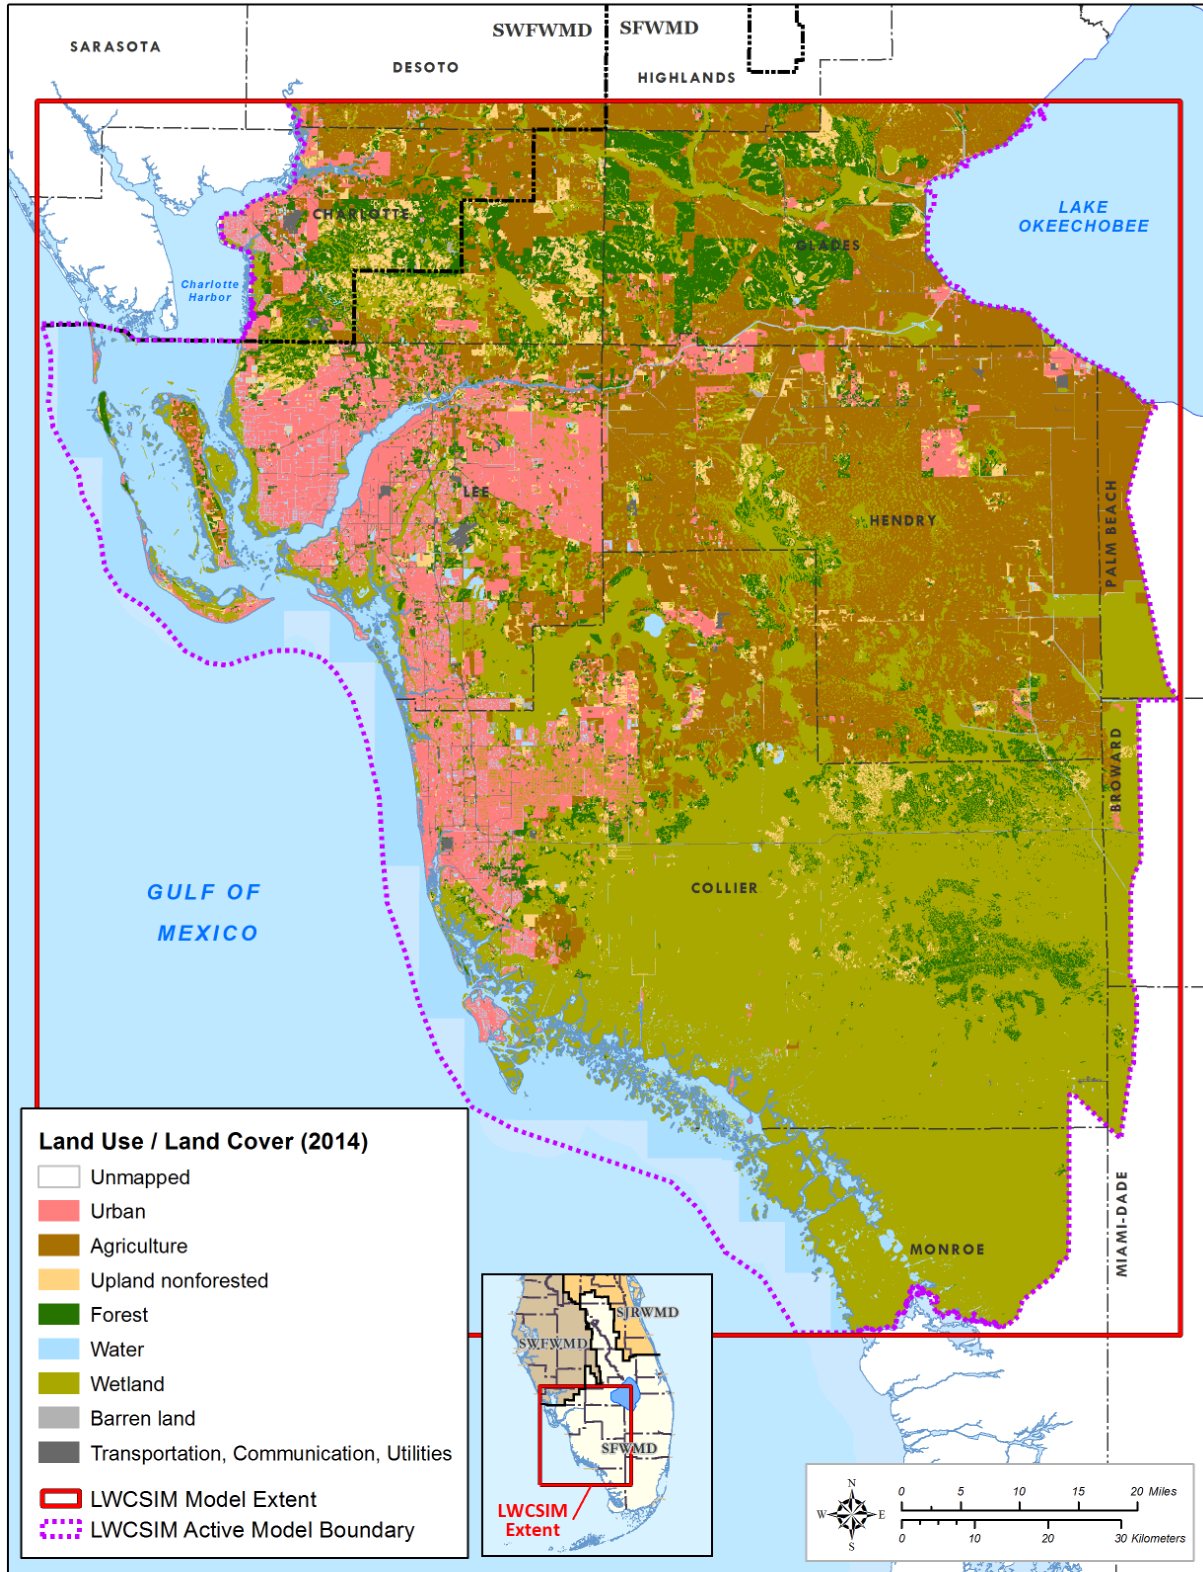 SWFWMD
SFWMD
SARASOTA
DESOTO
HIGHLANDS
CHARLOTTE
GLADES
LAKE
OKEECHOBEE
Charlotte
Harbor
LEE
HENDRY
PALM BEACH
BROWARD
COLLIER
GULF OF
MEXICO
MONROE
MIAMI-DADE
Land Use / Land Cover (2014)
Unmapped
Urban
Agriculture
Upland nonforested
Forest
Water
Wetland
Barren land
Transportation, Communication, Utilities
LWCSIM Model Extent
LWCSIM Active Model Boundary
SJRWMD
SWFWMD
SFWMD
LWCSIM
Extent
N
W
E
S
0 5 10 15 20 Miles
0 10 20 30 Kilometers